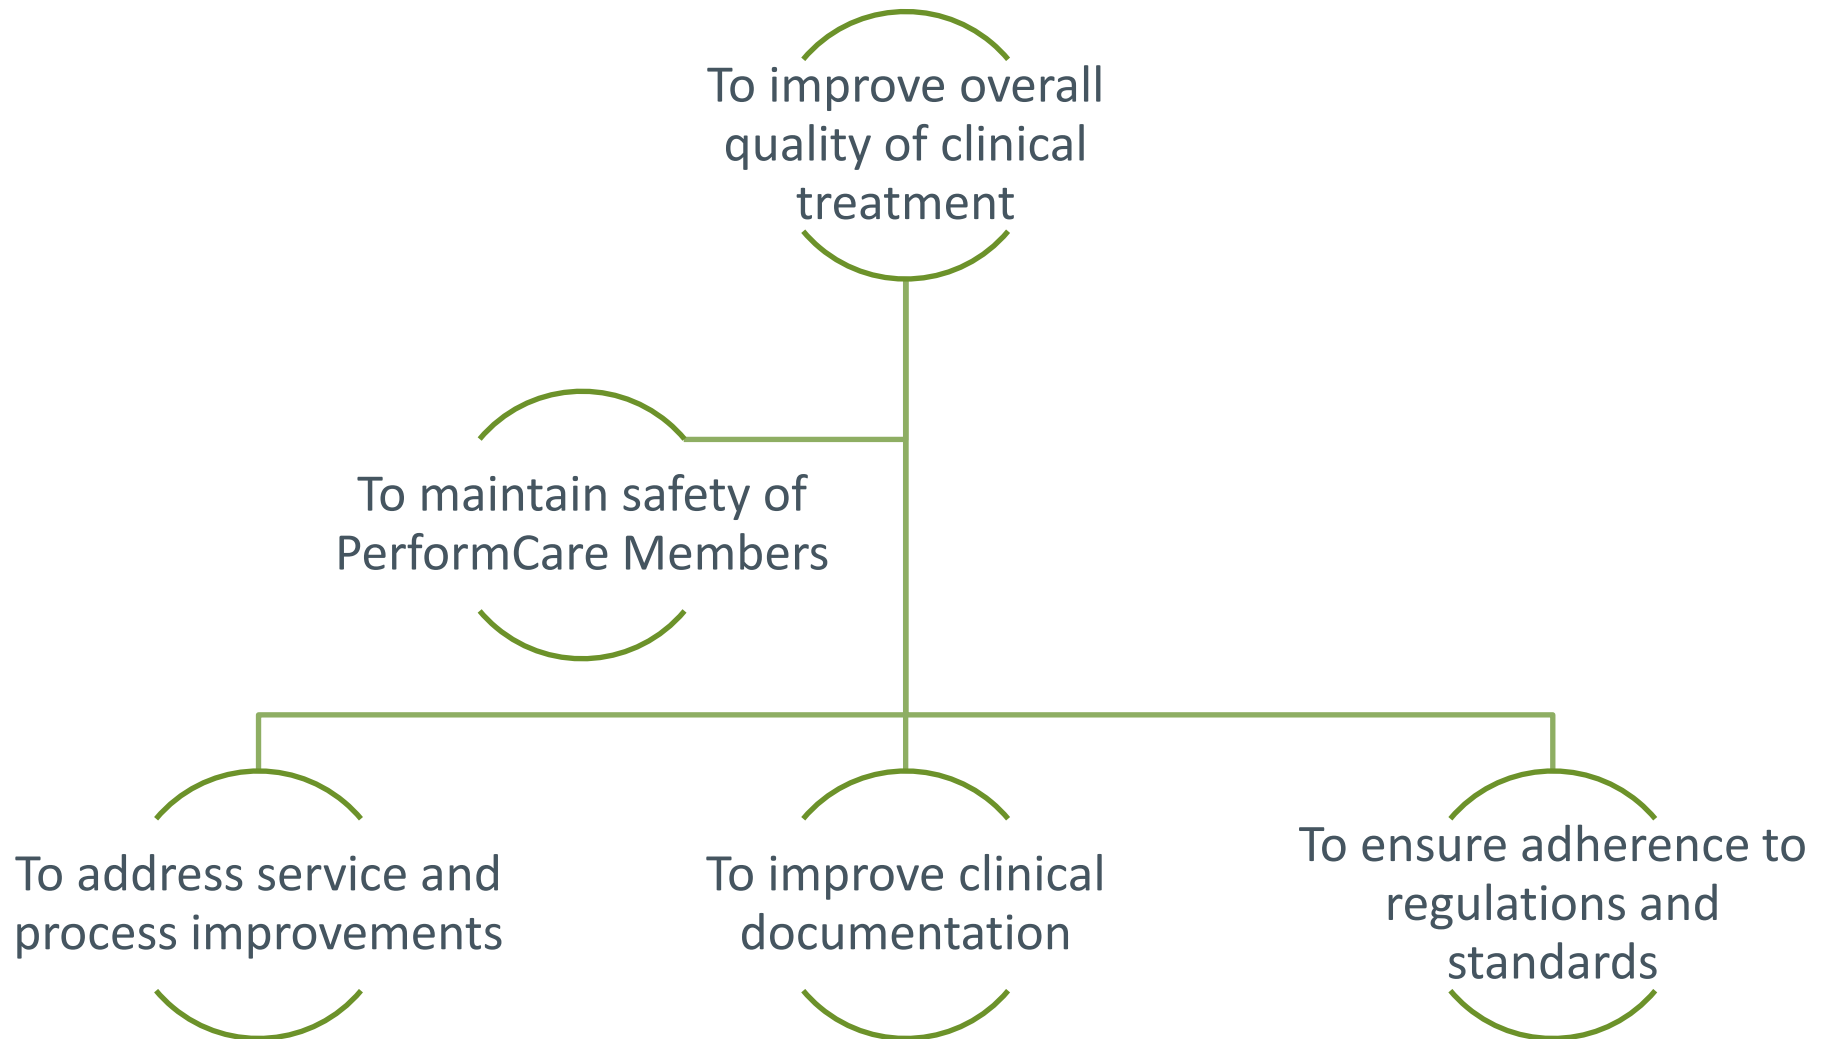 To improve overall
quality of clinical
treatment
To maintain safety of
PerformCare Members
To address service and
process improvements
To improve clinical
documentation
To ensure adherence to
regulations and
standards